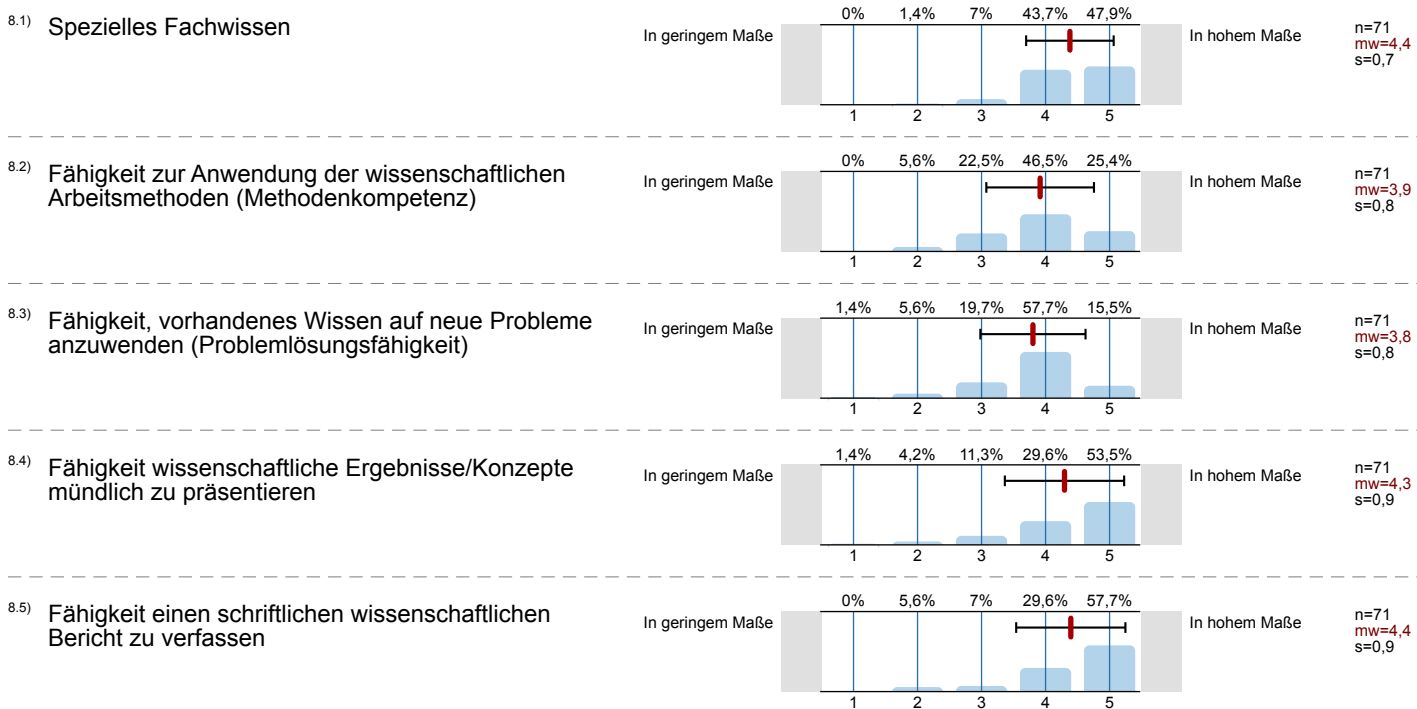 8.1) Spezielles Fachwissen
0% 1,4% 7% 43,7% 47,9%
In geringem Maße In hohem Maße
n=71
mw=4,4
s=0,7
1 2 3 4 5
8.2) Fähigkeit zur Anwendung der wissenschaftlichen
Arbeitsmethoden (Methodenkompetenz)
0% 5,6% 22,5% 46,5% 25,4%
In geringem Maße In hohem Maße
n=71
mw=3,9
s=0,8
1 2 3 4 5
8.3) Fähigkeit, vorhandenes Wissen auf neue Probleme
anzuwenden (Problemlösungsfähigkeit)
1,4% 5,6% 19,7% 57,7% 15,5%
In geringem Maße In hohem Maße
n=71
mw=3,8
s=0,8
1 2 3 4 5
8.4) Fähigkeit wissenschaftliche Ergebnisse/Konzepte
mündlich zu präsentieren
1,4% 4,2% 11,3% 29,6% 53,5%
In geringem Maße In hohem Maße
n=71
mw=4,3
s=0,9
1 2 3 4 5
8.5) Fähigkeit einen schriftlichen wissenschaftlichen
Bericht zu verfassen
0% 5,6% 7% 29,6% 57,7%
In geringem Maße In hohem Maße
n=71
mw=4,4
s=0,9
1 2 3 4 5